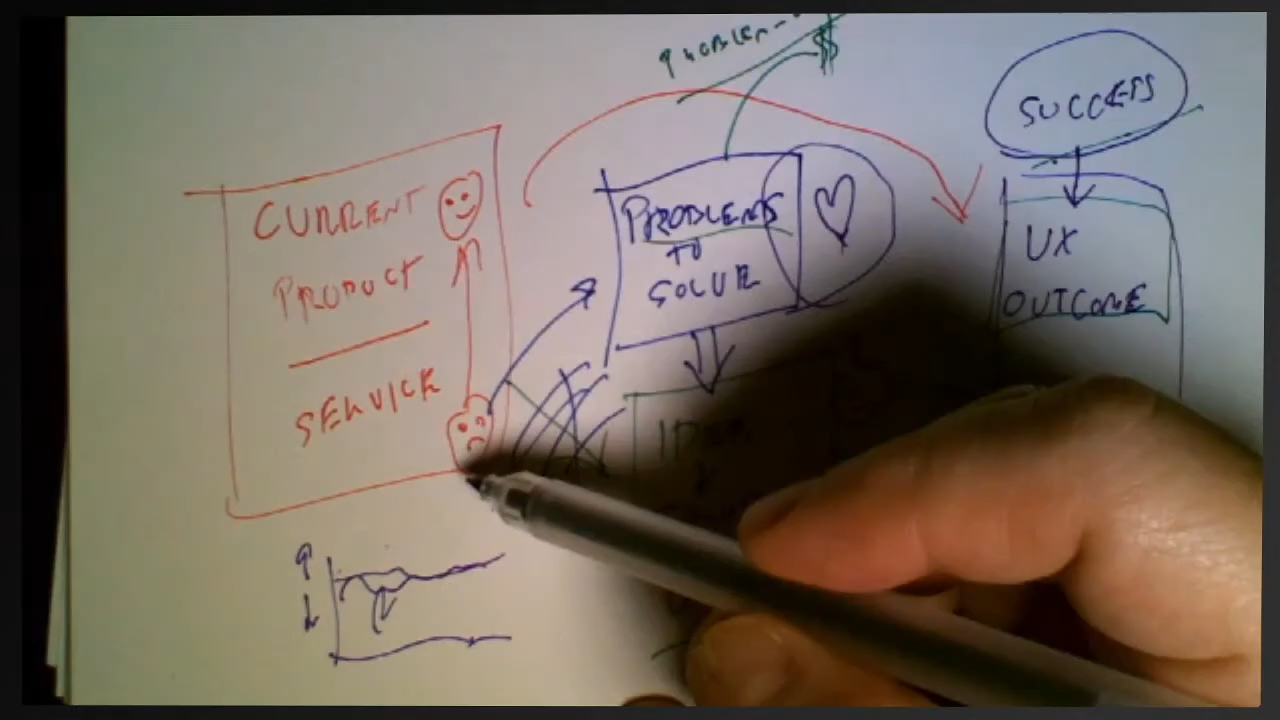 $
SUCCESS
CURRENT
PRODUCT
SERVICE
PROBLEMS
TO
SOLVE
UX
OUTCOME